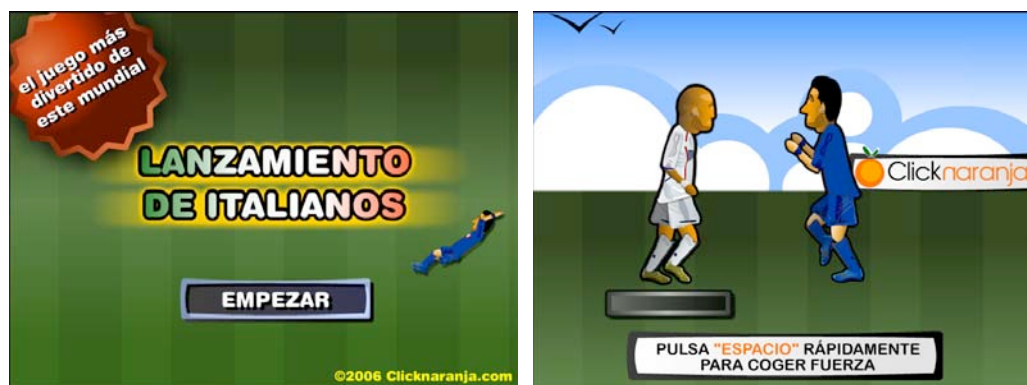 el juego más
divertido de
este mundial
LANZAMIENTO
DE ITALIANOS
EMPEZAR
©2006 Clicknaranja.com
Clicknaranja
PULSA "ESPACIO" RÁPIDAMENTE
PARA COGER FUERZA